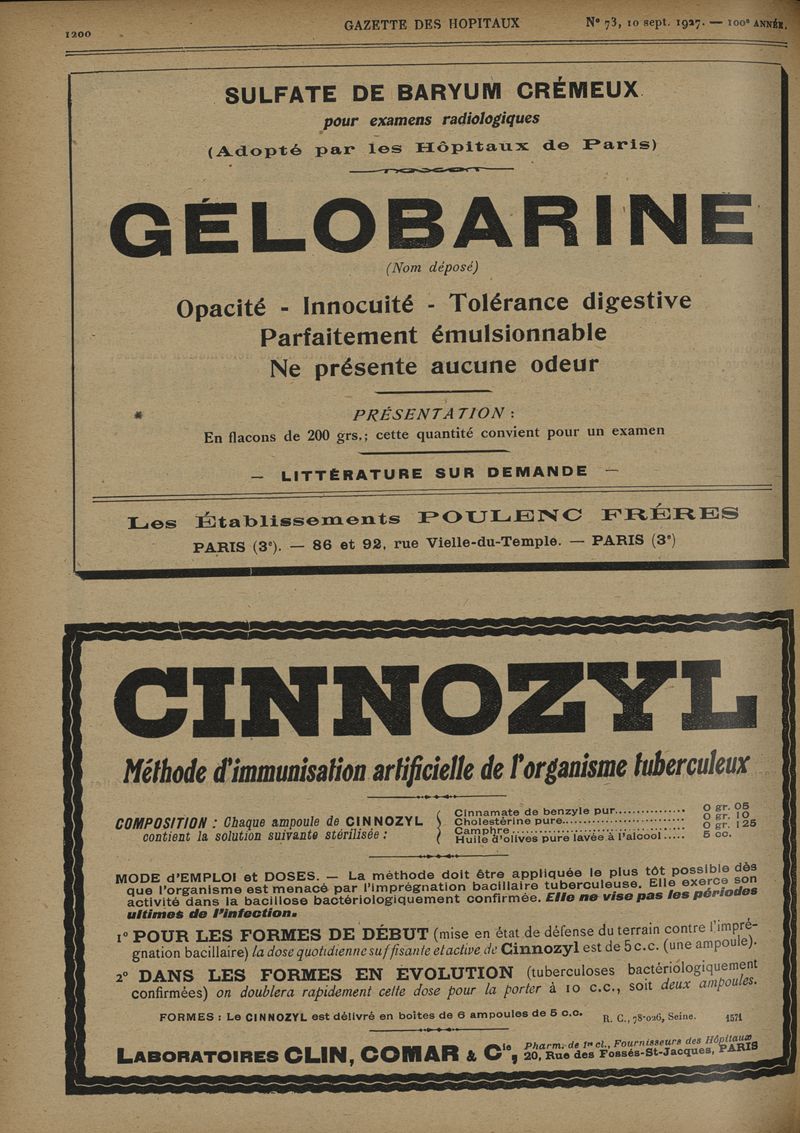 1200
GAZETTE DES HOPITAUX
N° 73, 10 sept. 1927. — 100e ANNÉE.
SULFATE DE BARYUM CRÉMEUX
pour examens radiologiques
(Adopté par les Hôpitaux de Paris)
GÉLOBARINE
(Nom déposé)
Opacité - Innocuité - Tolérance digestive
Parfaitement émulsionnable
Ne présente aucune odeur
PRÉSENTATION :
En flacons de 200 grs.; cette quantité convient pour un examen
— LITTÉRATURE SUR DEMANDE —
Les Établissements POULENC FRÈRES
PARIS (3e). — 86 et 92, rue Vielle-du-Temple. — PARIS (3e)
CINNOZYL
Méthode d'immunisation artificielle de l'organisme tuberculeux
COMPOSITION : Chaque ampoule de CINNOZYL
contient la solution suivante stérilisée :
Cinnamate de benzyle pur............... 0 gr. 05
Cholestérine pure........................... 0 gr. 10
Camphre...................................... 0 gr. 125
Huile d'olives pure lavée à l'alcool..... 5 cc.
MODE d'EMPLOI et DOSES. — La méthode doit être appliquée le plus tôt possible dès
que l'organisme est menacé par l'imprégnation bacillaire tuberculeuse. Elle exerce son
activité dans la bacillose bactériologiquement confirmée. Elle ne vise pas les périodes
ultimes de l'infection.
1° POUR LES FORMES DE DÉBUT (mise en état de défense du terrain contre l'impré-
gnation bacillaire) la dose quotidienne suffisante et active de Cinnozyl est de 5 c.c. (une ampoule).
2° DANS LES FORMES EN ÉVOLUTION (tuberculoses bactériologiquement
confirmées) on doublera rapidement cette dose pour la porter à 10 c.c., soit deux ampoules.
FORMES : Le CINNOZYL est délivré en boîtes de 6 ampoules de 5 c.c. R. C., 78-026, Seine. 1571
LABORATOIRES CLIN, COMAR & Cie, Pharm. de 1re cl., Fournisseurs des Hôpitaux
20, Rue des Fossés-St-Jacques, PARIS